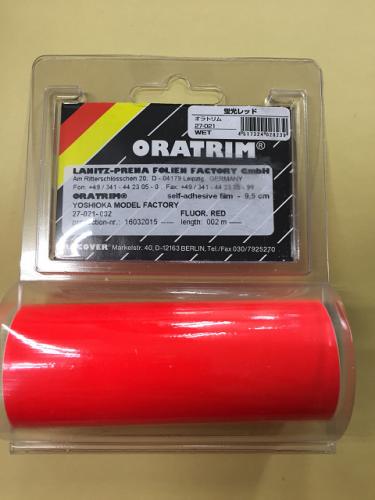 蛍光レッド
オラトリム
27-021
WET
ORATRIM®
LANITZ-PRENA FOLIEN FACTORY GmbH
Am Ritterschlösschen 20, D - 04179 Leipzig, GERMANY
Fon: +49 / 341 - 44 23 05 - 0 Fax: +49 / 341 - 44 23 05 - 99
ORATRIM® self-adhesive film - 9,5 cm
YOSHIOKA MODEL FACTORY
27-021-002 FLUOR. RED
production-nr.: 16032015 length: 002 m
Markelstr. 40, D-12163 BERLIN, Tel./Fax 030/7925270